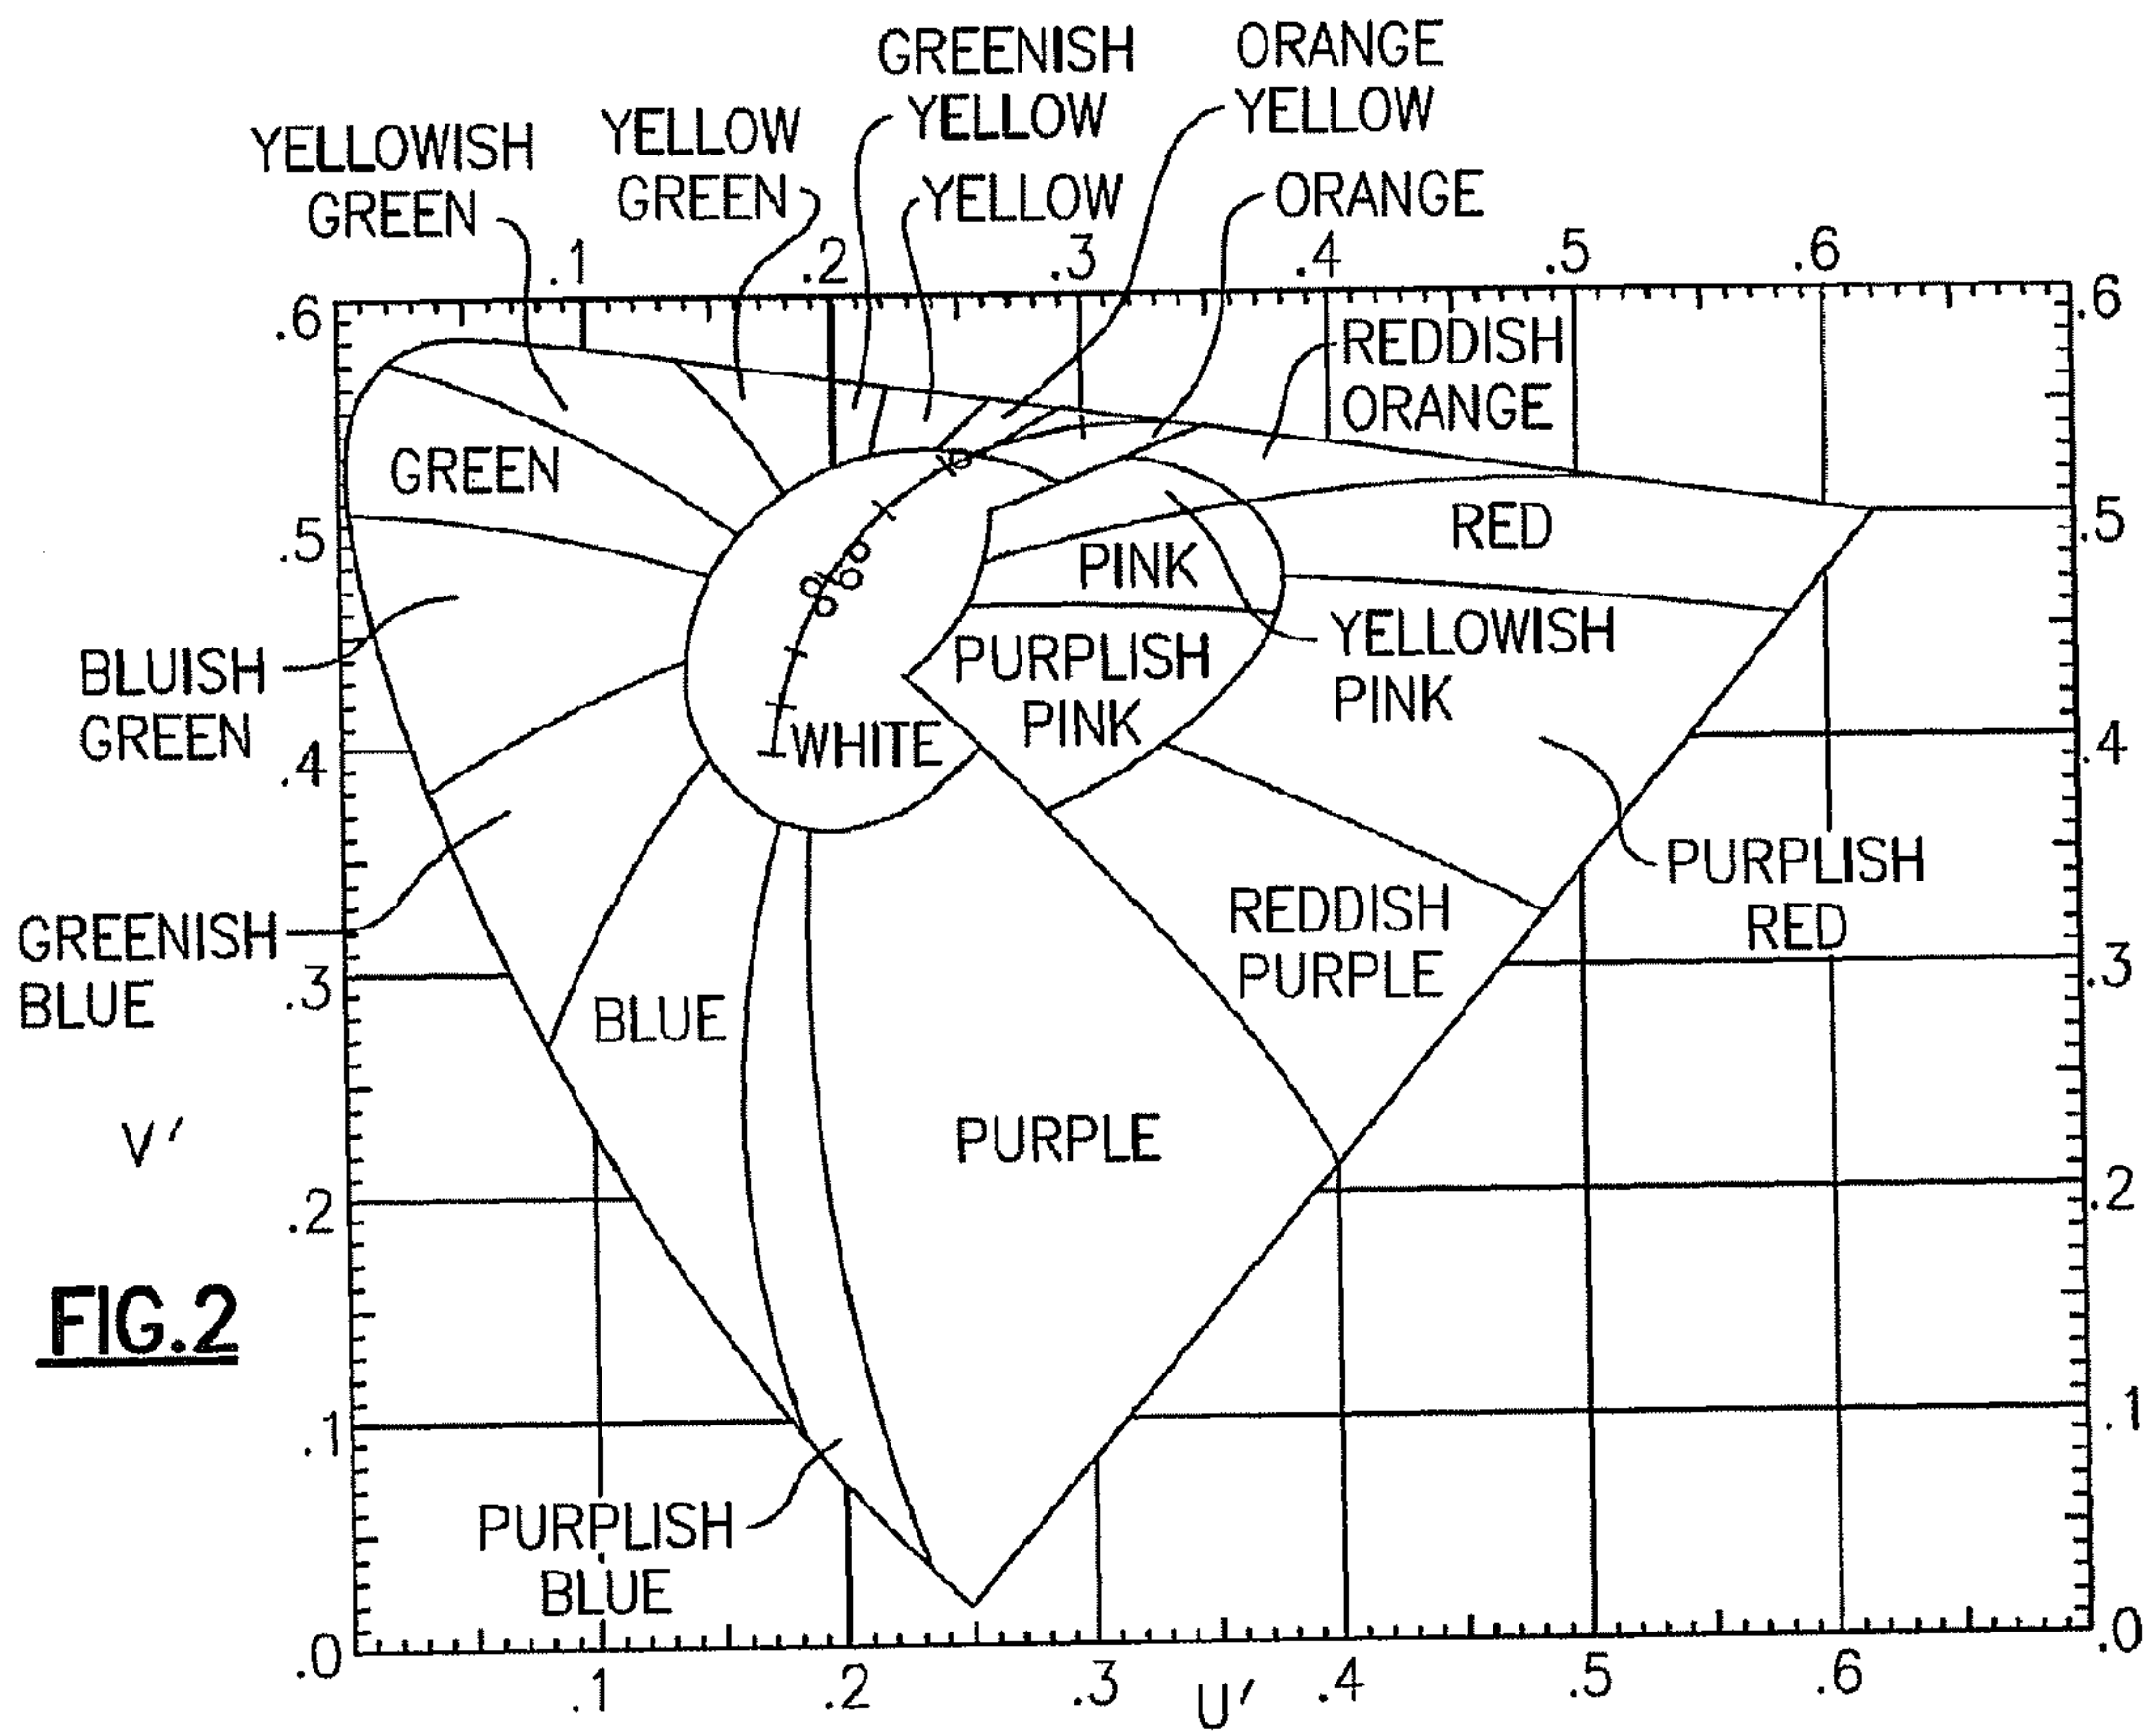 GREENISH
YELLOW
ORANGE
YELLOW
YELLOWISH
GREEN
YELLOW
GREEN
YELLOW
ORANGE
.1
.2
.3
.4
.5
.6
.6
.6
REDDISH
ORANGE
GREEN
RED
.5
.5
PINK
YELLOWISH
PINK
BLUISH
GREEN
PURPLISH
PINK
WHITE
.4
.4
PURPLISH
RED
GREENISH
BLUE
REDDISH
PURPLE
.3
.3
BLUE
V′
PURPLE
.2
.2
FIG.2
.1
.1
PURPLISH
BLUE
.0
.0
.1
.2
.3
U′
.4
.5
.6